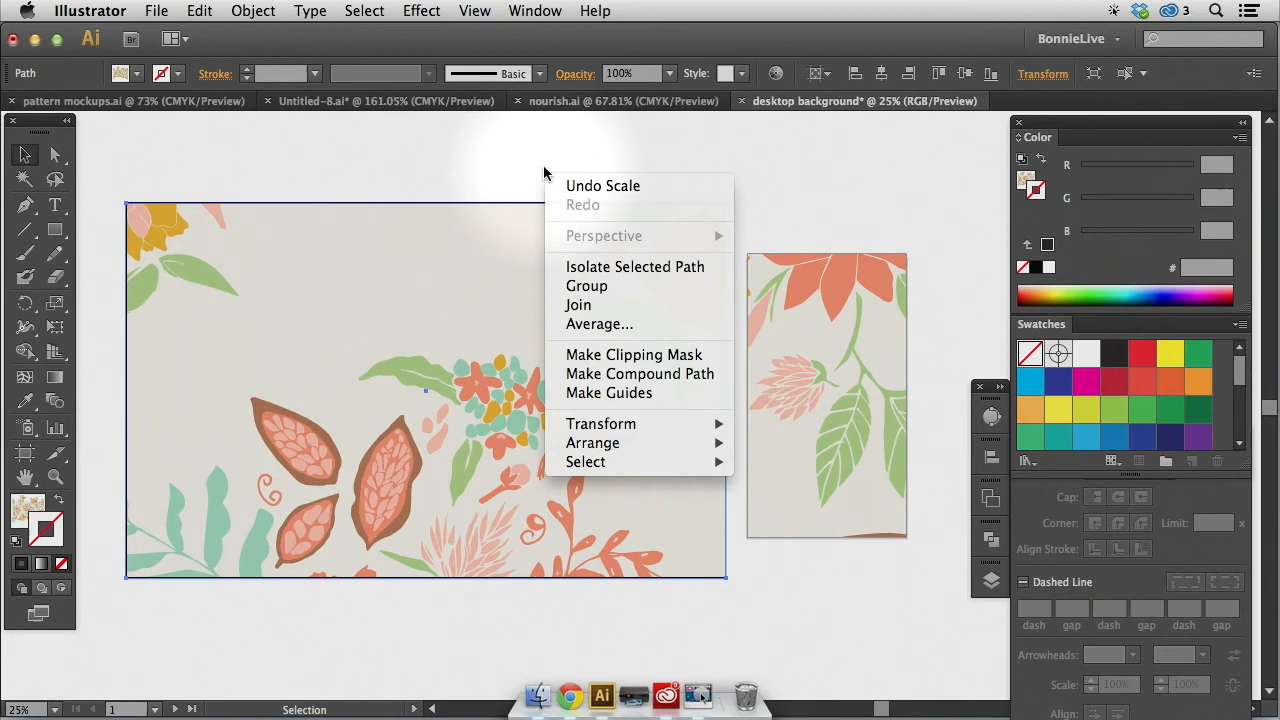 Illustrator File Edit Object Type Select Effect View Window Help 3
Ai Br BonnieLive
Path Stroke: Basic Opacity: 100% Style: Transform
pattern mockups.ai @ 73% (CMYK/Preview) Untitled-8.ai* @ 161.05% (CMYK/Preview) nourish.ai @ 67.81% (CMYK/Preview) desktop background* @ 25% (RGB/Preview)
Color
R
G
B
#
Swatches
Undo Scale
Redo
Perspective
Isolate Selected Path
Group
Join
Average...
Make Clipping Mask
Make Compound Path
Make Guides
Transform
Arrange
Select
Cap:
Corner: Limit: x
Align Stroke:
Dashed Line
dash gap dash gap dash gap
Arrowheads:
Scale: 100% 100%
Align:
T
Ai
25% 1 Selection